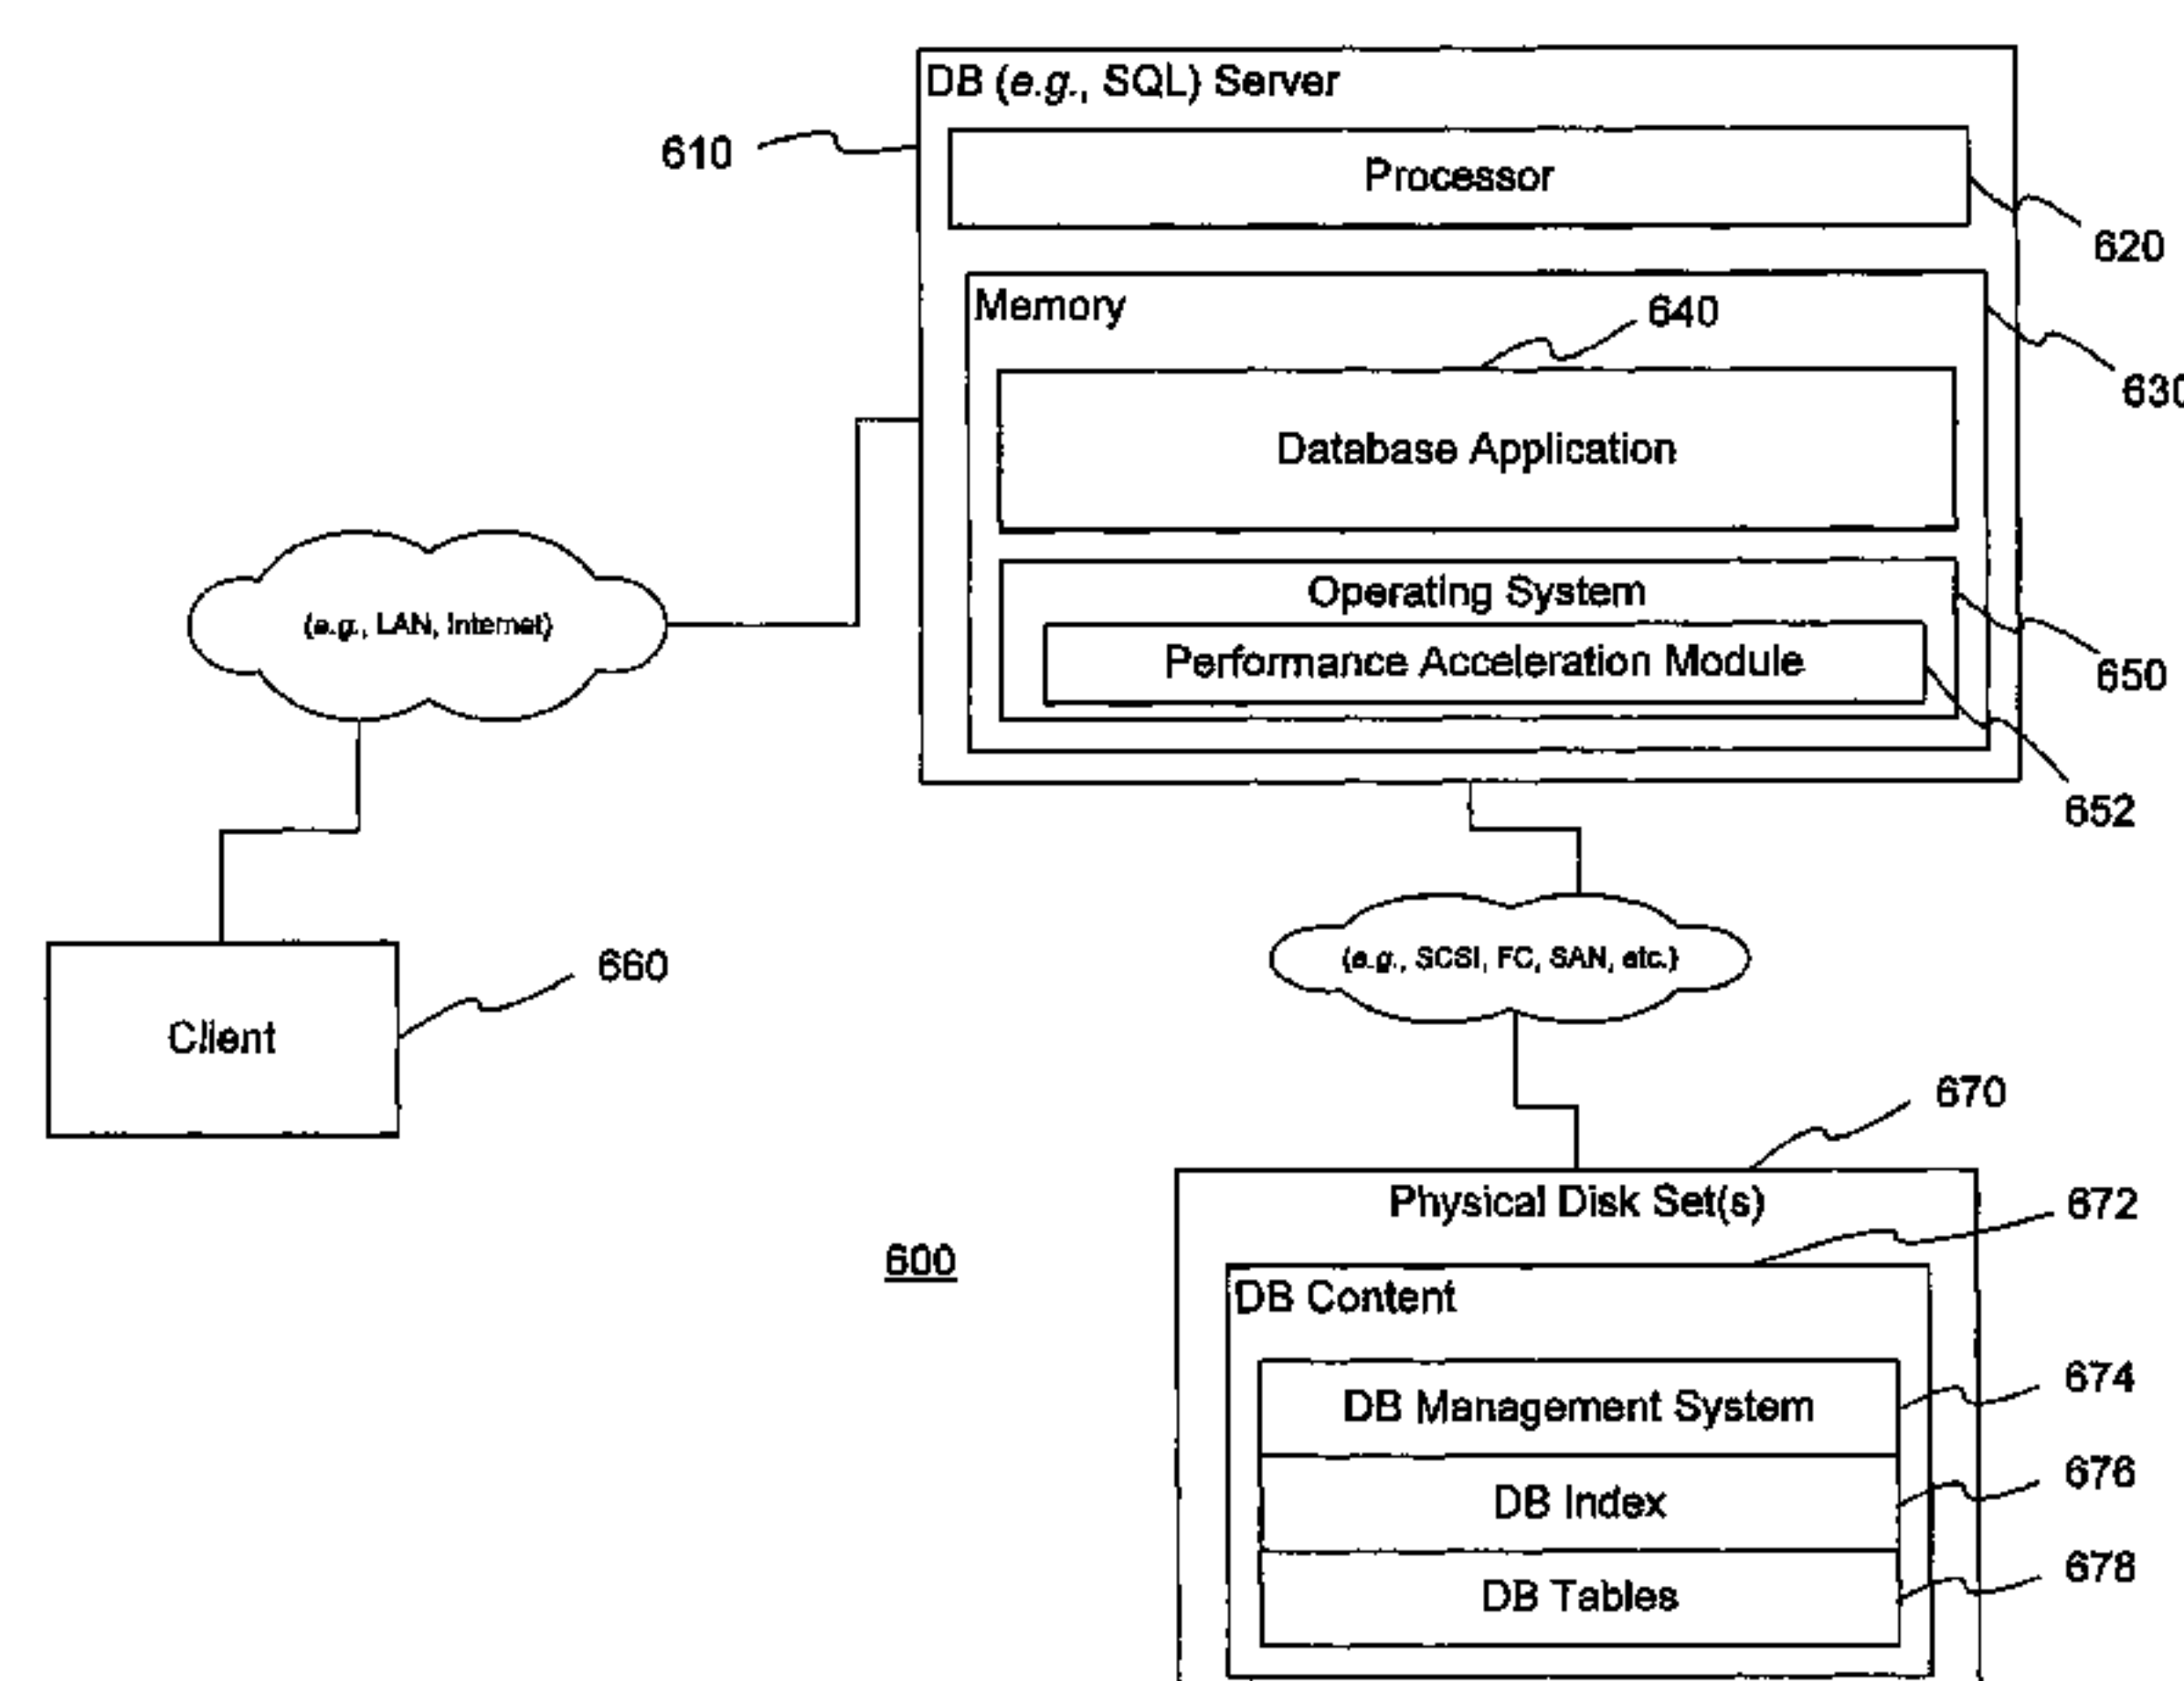 DB (e.g., SQL) Server
610
Processor
620
Memory
640
630
Database Application
Operating System
Performance Acceleration Module
650
652
(e.g., LAN, Internet)
(e.g., SCSI, FC, SAN, etc.)
Client
660
670
Physical Disk Set(s)
672
600
DB Content
DB Management System
674
DB Index
676
DB Tables
678